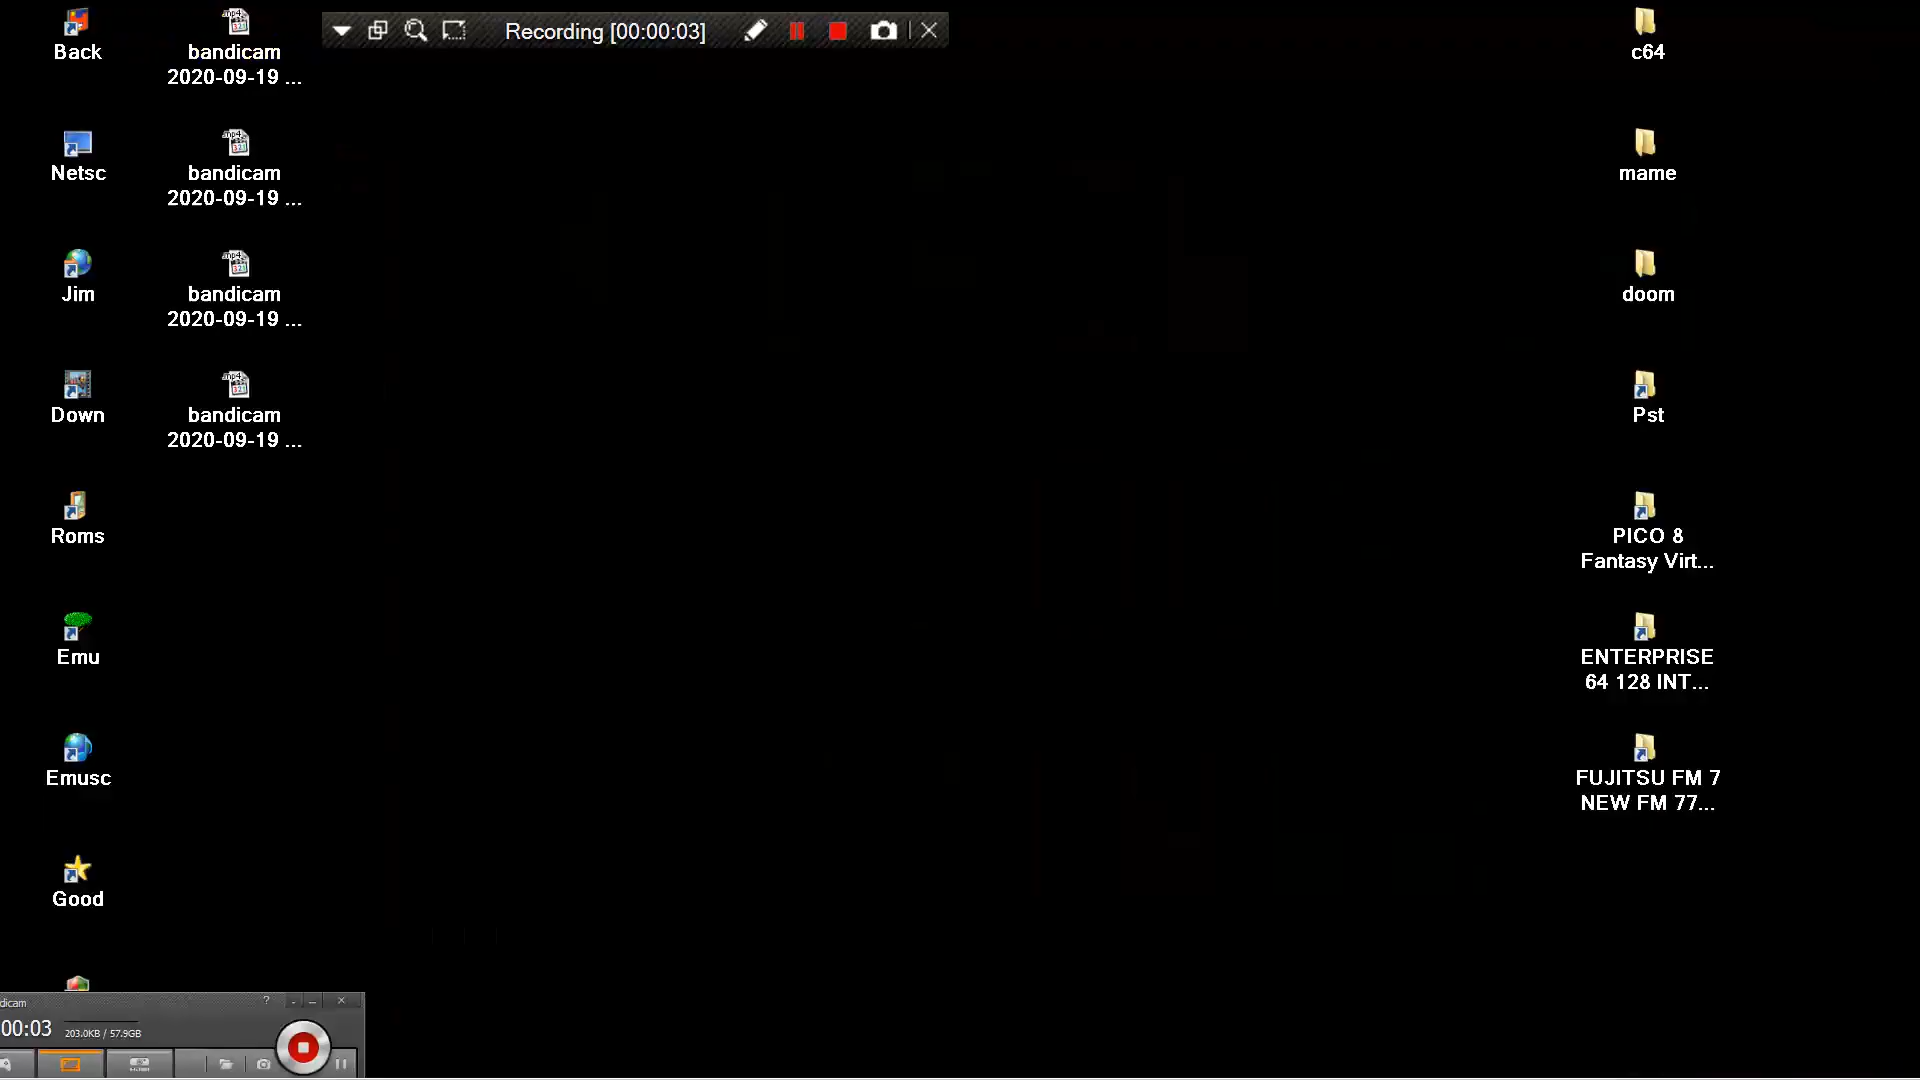 Back
bandicam
2020-09-19 ...
Recording [00:00:03]
c64
Netsc
bandicam
2020-09-19 ...
mame
Jim
bandicam
2020-09-19 ...
doom
Down
bandicam
2020-09-19 ...
Pst
Roms
PICO 8
Fantasy Virt...
Emu
ENTERPRISE
64 128 INT...
Emusc
FUJITSU FM 7
NEW FM 77...
Good
dicam
?
00:03
203.0KB / 57.9GB